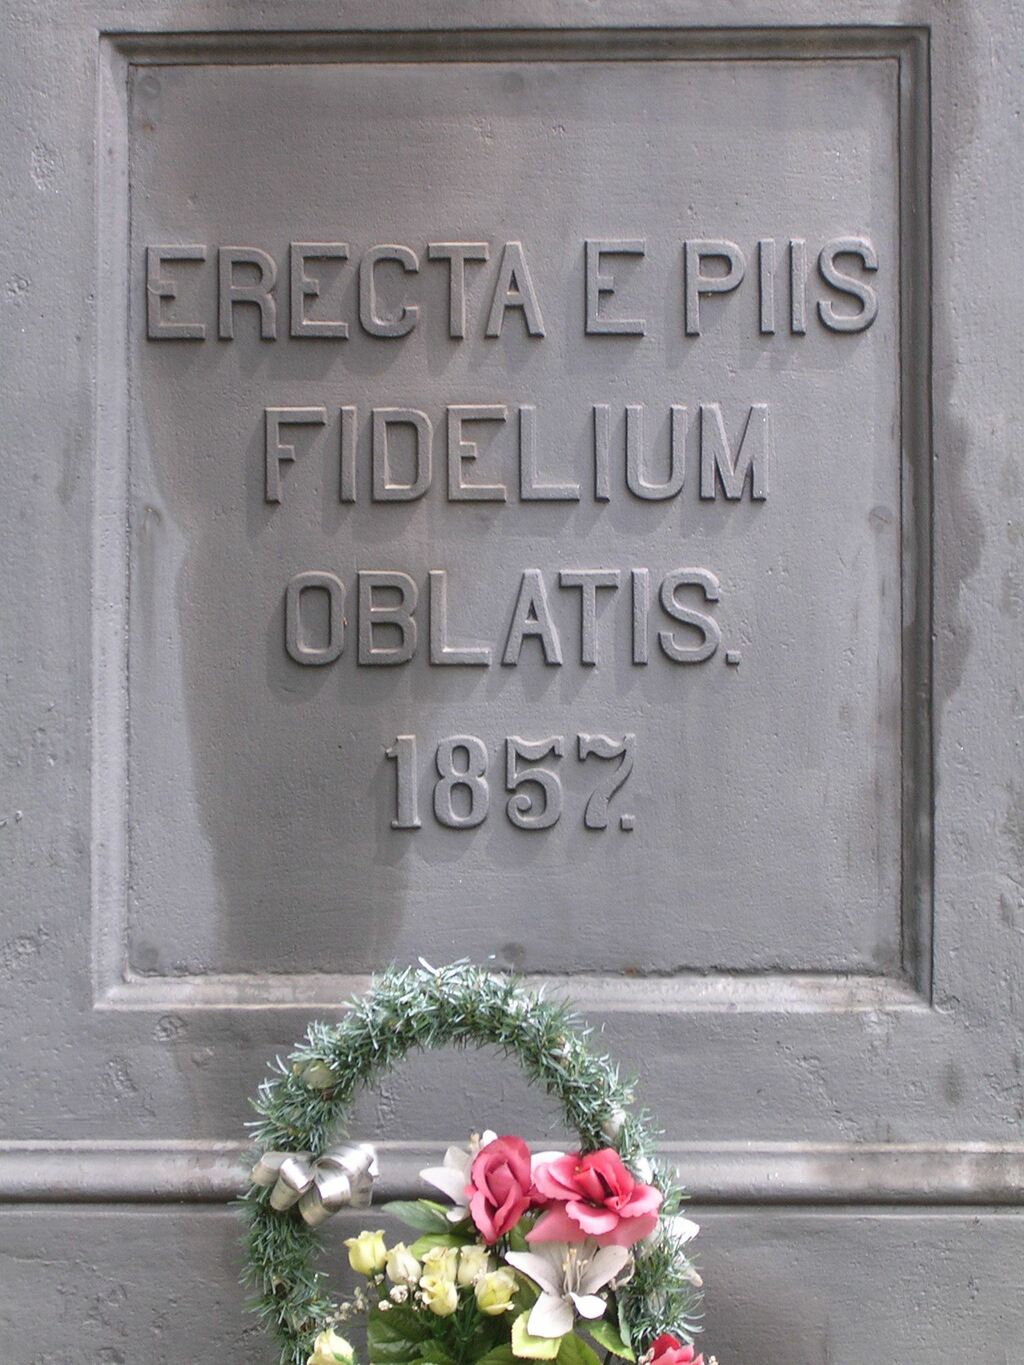 ERECTA E PIIS
FIDELIUM
OBLATIS.
1857.